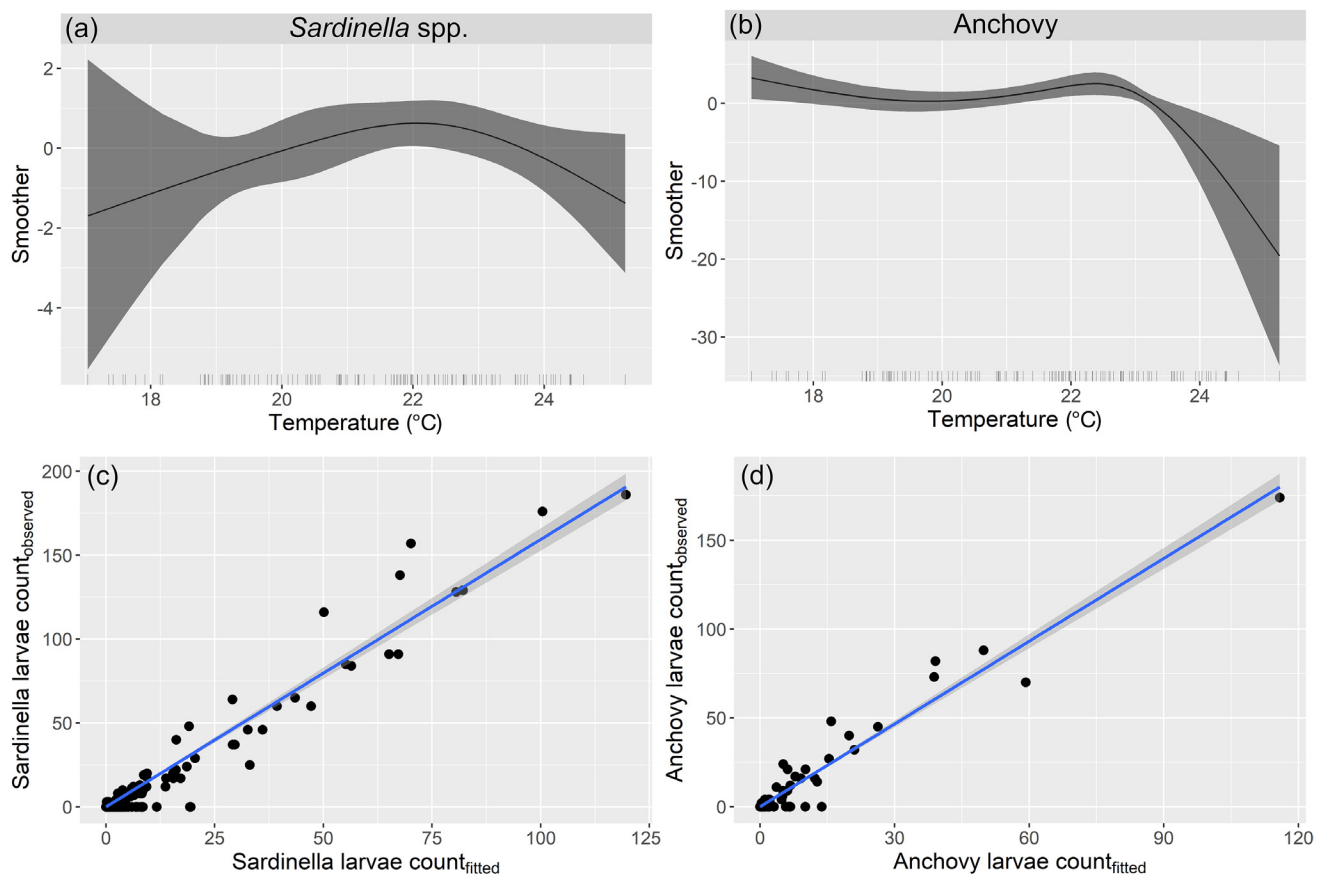 (a) Sardinella spp.
2
0
-2
-4
Smoother
18 20 22 24
Temperature (°C)
(b) Anchovy
0
-10
-20
-30
Smoother
18 20 22 24
Temperature (°C)
(c)
200
150
100
50
0
Sardinella larvae count observed
0 25 50 75 100 125
Sardinella larvae count fitted
(d)
150
100
50
0
Anchovy larvae count observed
0 30 60 90 120
Anchovy larvae count fitted